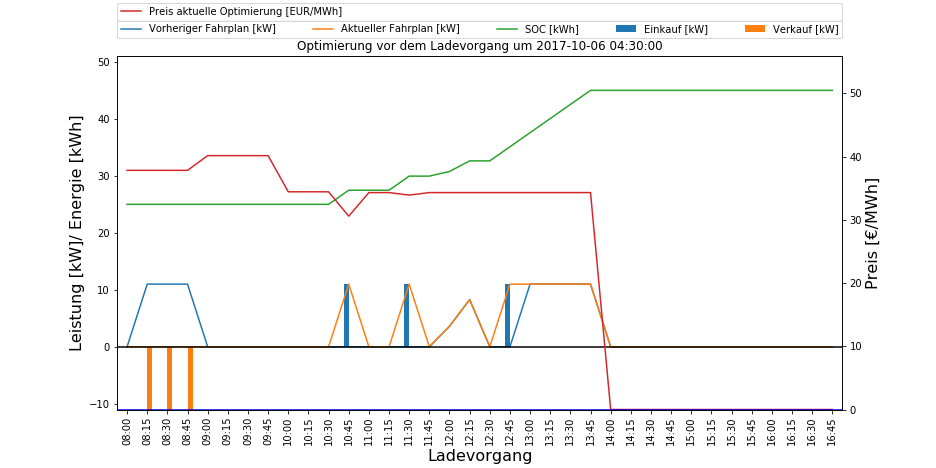 Preis aktuelle Optimierung [EUR/MWh]
Vorheriger Fahrplan [kW] Aktueller Fahrplan [kW] SOC [kWh] Einkauf [kW] Verkauf [kW]
Optimierung vor dem Ladevorgang um 2017-10-06 04:30:00
Leistung [kW]/ Energie [kWh]
50
40
30
20
10
0
−10
50
40
30
20
10
0
Preis [€/MWh]
08:00 08:15 08:30 08:45 09:00 09:15 09:30 09:45 10:00 10:15 10:30 10:45 11:00 11:15 11:30 11:45 12:00 12:15 12:30 12:45 13:00 13:15 13:30 13:45 14:00 14:15 14:30 14:45 15:00 15:15 15:30 15:45 16:00 16:15 16:30 16:45
Ladevorgang